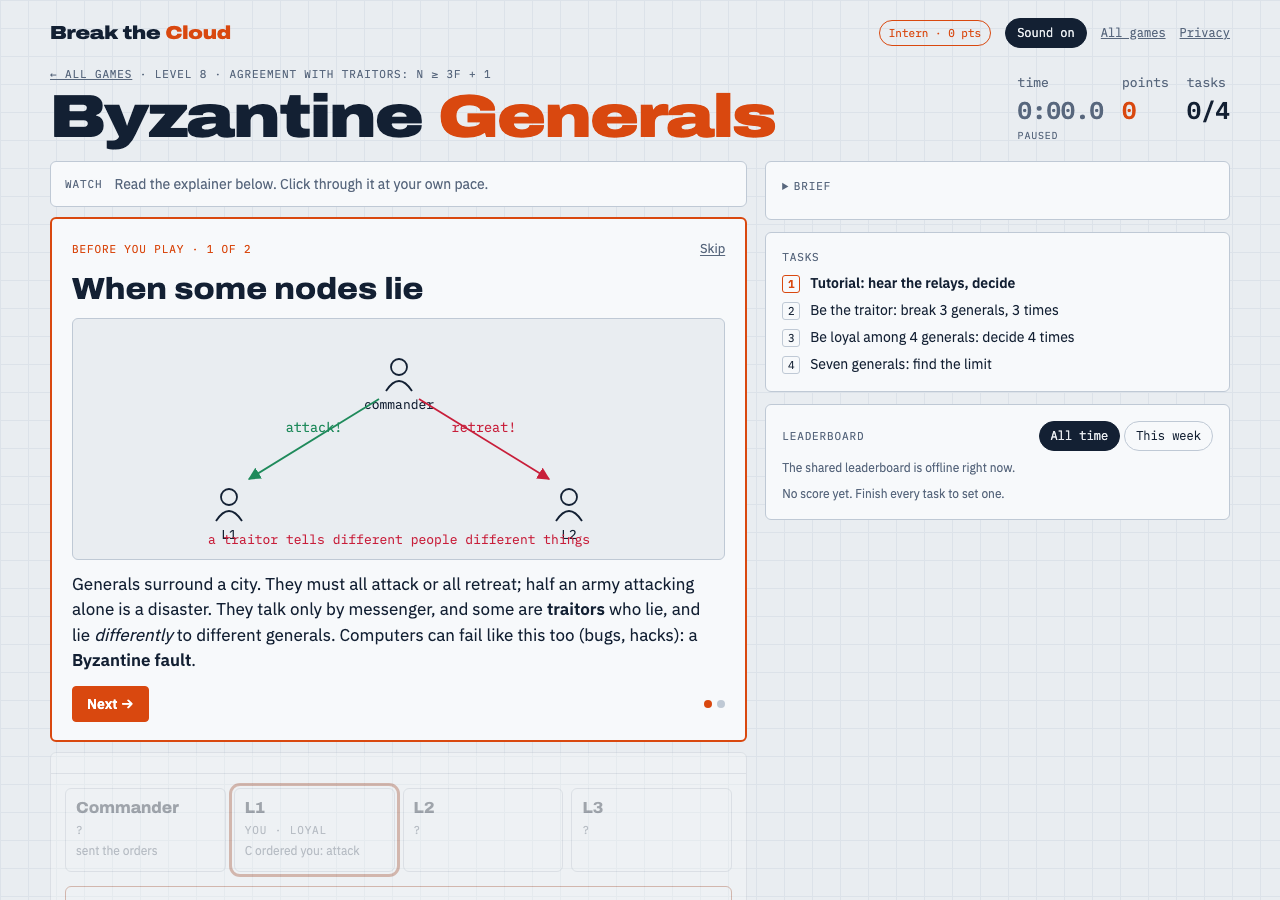 Break the Cloud
Intern · 0 pts
Sound on
All games
Privacy
← ALL GAMES · LEVEL 8 · AGREEMENT WITH TRAITORS: N ≥ 3F + 1
Byzantine Generals
time
points
tasks
0:00.0
0
0/4
PAUSED
WATCH
Read the explainer below. Click through it at your own pace.
BEFORE YOU PLAY · 1 OF 2
Skip
When some nodes lie
commander
attack!
retreat!
L1
L2
a traitor tells different people different things
Generals surround a city. They must all attack or all retreat; half an army attacking
alone is a disaster. They talk only by messenger, and some are traitors who lie, and
lie differently to different generals. Computers can fail like this too (bugs, hacks): a
Byzantine fault.
Next →
Commander
?
sent the orders
L1
YOU · LOYAL
C ordered you: attack
L2
?
L3
?
BRIEF
TASKS
1 Tutorial: hear the relays, decide
2 Be the traitor: break 3 generals, 3 times
3 Be loyal among 4 generals: decide 4 times
4 Seven generals: find the limit
LEADERBOARD
All time
This week
The shared leaderboard is offline right now.
No score yet. Finish every task to set one.